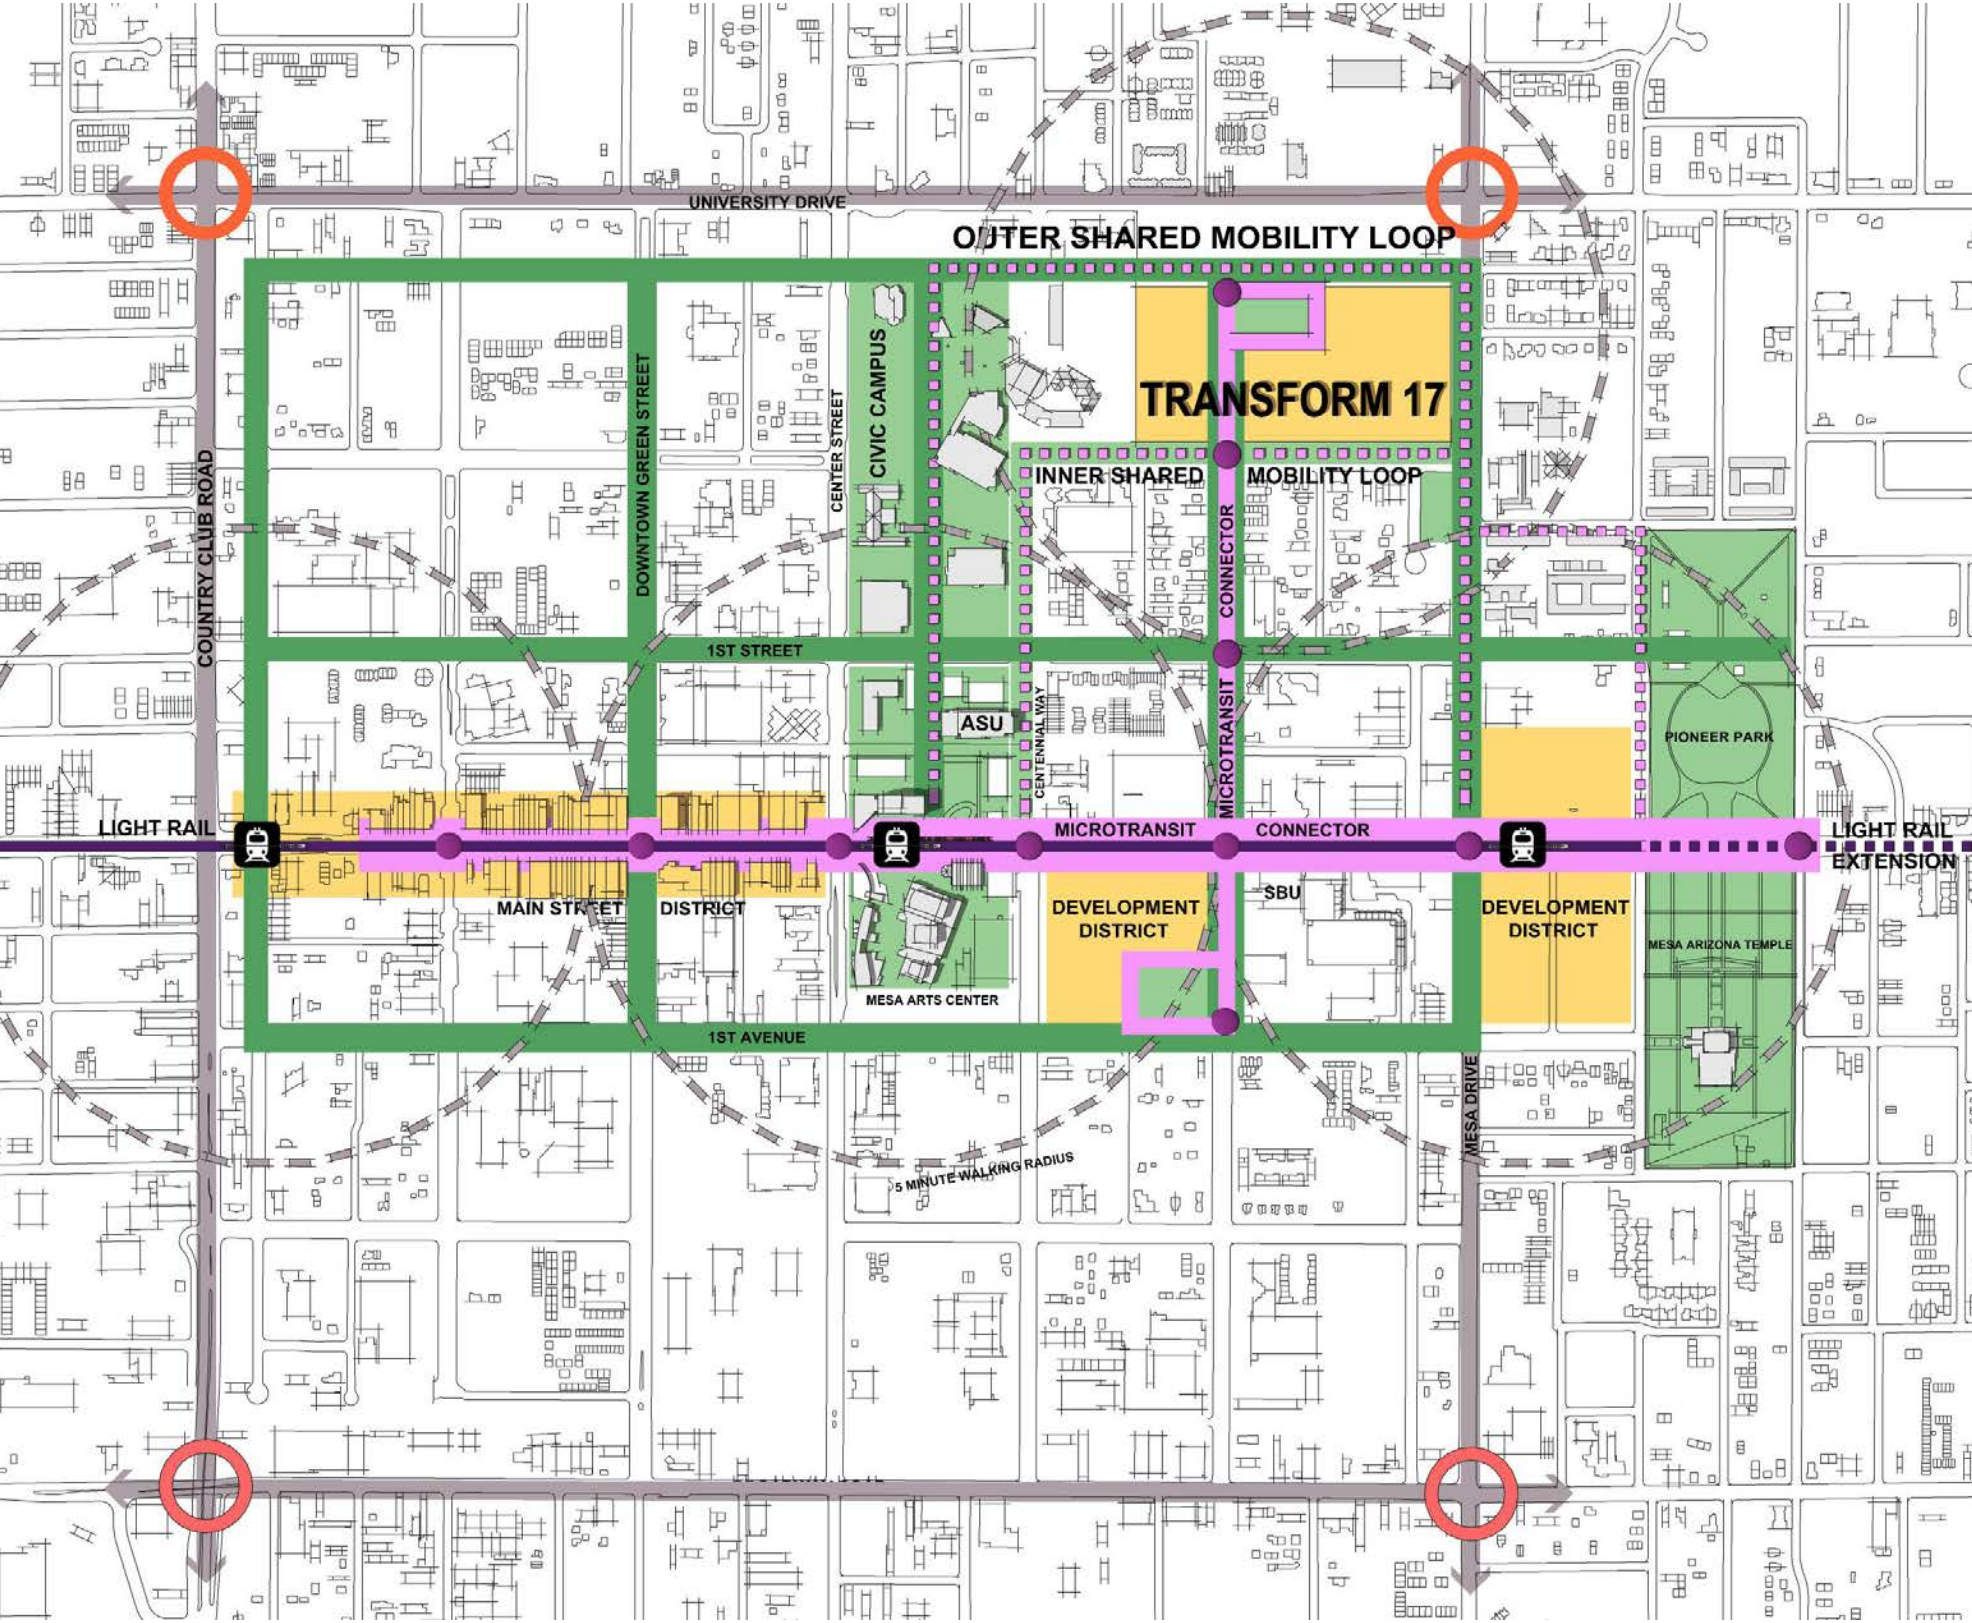 UNIVERSITY DRIVE
OUTER SHARED MOBILITY LOOP
COUNTRY CLUB ROAD
DOWNTOWN GREEN STREET
CENTER STREET
CIVIC CAMPUS
TRANSFORM 17
INNER SHARED MOBILITY LOOP
MICROTRANSIT CONNECTOR
1ST STREET
ASU
CENTENNIAL WAY
PIONEER PARK
LIGHT RAIL
MICROTRANSIT CONNECTOR
LIGHT RAIL
EXTENSION
MAIN STREET DISTRICT
DEVELOPMENT
DISTRICT
SBU
DEVELOPMENT
DISTRICT
MESA ARIZONA TEMPLE
MESA ARTS CENTER
1ST AVENUE
MESA DRIVE
5 MINUTE WALKING RADIUS